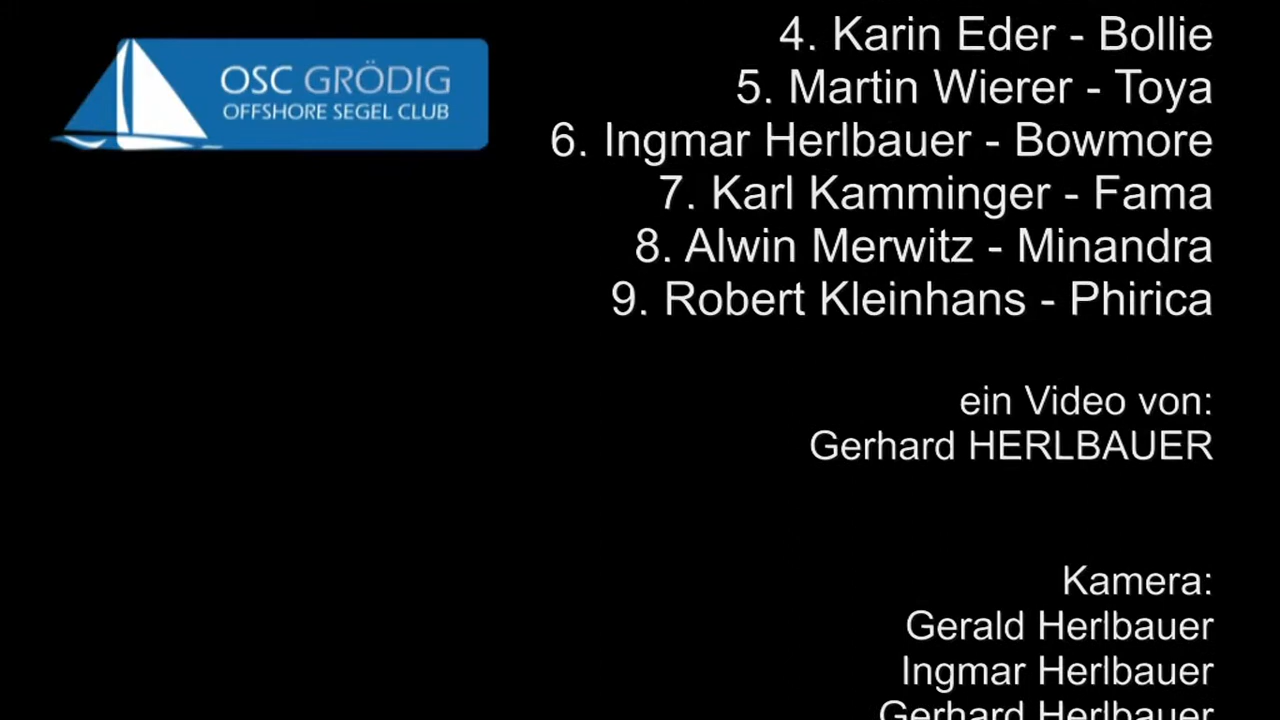 OSC GRÖDIG
OFFSHORE SEGEL CLUB
4. Karin Eder - Bollie
5. Martin Wierer - Toya
6. Ingmar Herlbauer - Bowmore
7. Karl Kamminger - Fama
8. Alwin Merwitz - Minandra
9. Robert Kleinhans - Phirica
ein Video von:
Gerhard HERLBAUER
Kamera:
Gerald Herlbauer
Ingmar Herlbauer
Gerhard Herlbauer